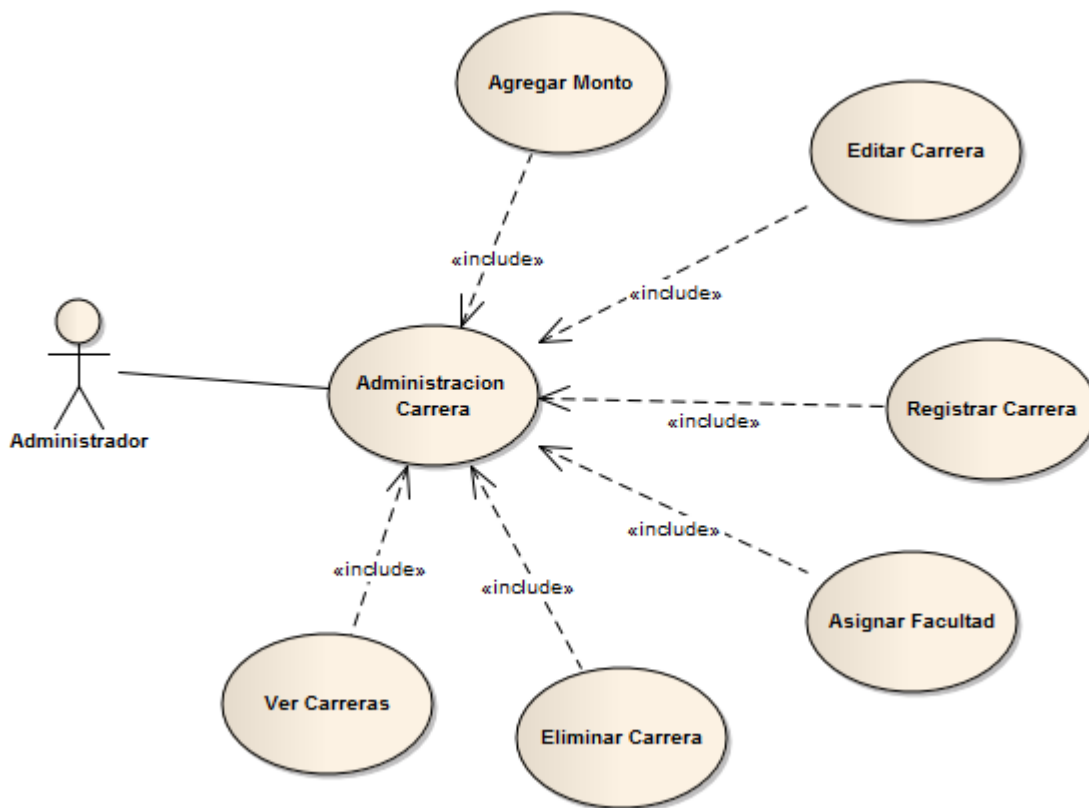 Agregar Monto
Editar Carrera
«include»
«include»
Administracion
Carrera
Registrar Carrera
«include»
Administrador
«include»
«include»
«include»
Asignar Facultad
Ver Carreras
Eliminar Carrera